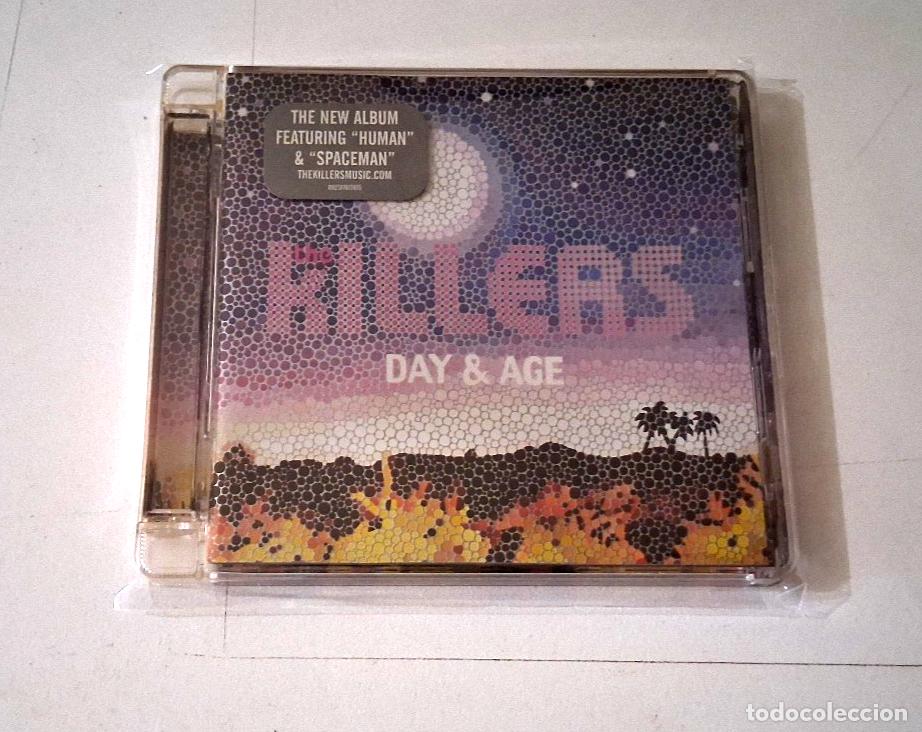 THE NEW ALBUM
FEATURING "HUMAN"
& "SPACEMAN"
THEKILLERSMUSIC.COM
the
KILLERS
DAY & AGE
todocoleccion